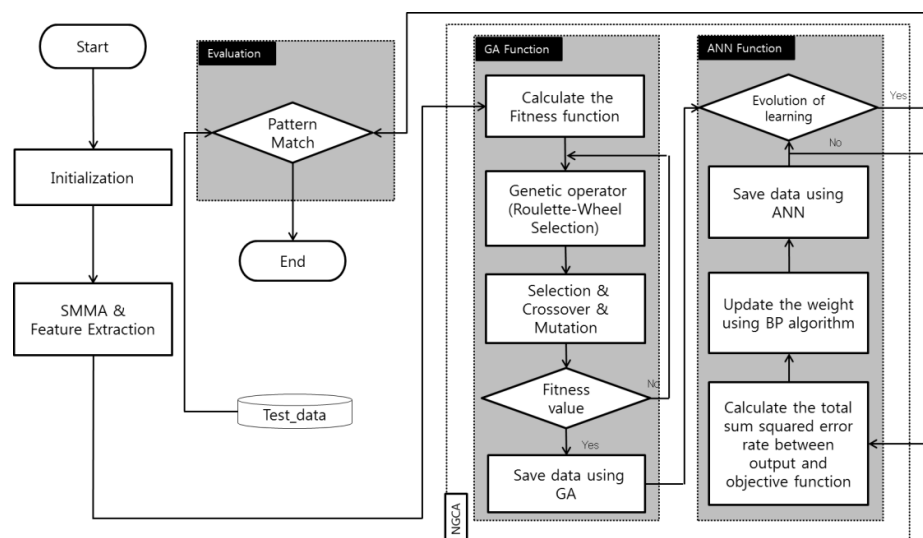 Start
Initialization
SMMA &
Feature Extraction
Evaluation
Pattern
Match
End
Test_data
NGCA
GA Function
Calculate the
Fitness function
Genetic operator
(Roulette-Wheel
Selection)
Selection &
Crossover &
Mutation
Fitness
value
No
Yes
Save data using
GA
ANN Function
Evolution of
learning
Yes
No
Save data using
ANN
Update the weight
using BP algorithm
Calculate the total
sum squared error
rate between
output and
objective function